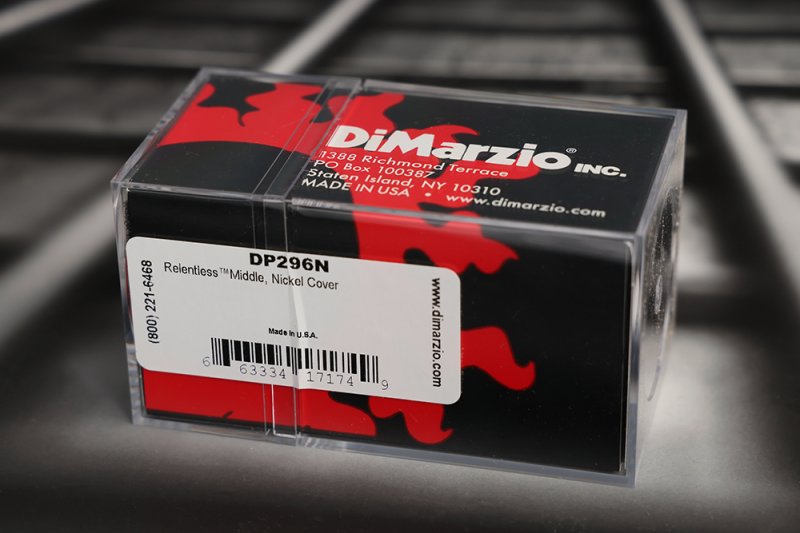 DiMarzio® INC.
1388 Richmond Terrace
PO Box 100387
Staten Island, NY 10310
MADE IN USA • www.dimarzio.com
DP296N
Relentless™ Middle, Nickel Cover
(800) 221-6468
www.dimarzio.com
Made in U.S.A.
6 63334 17174 9